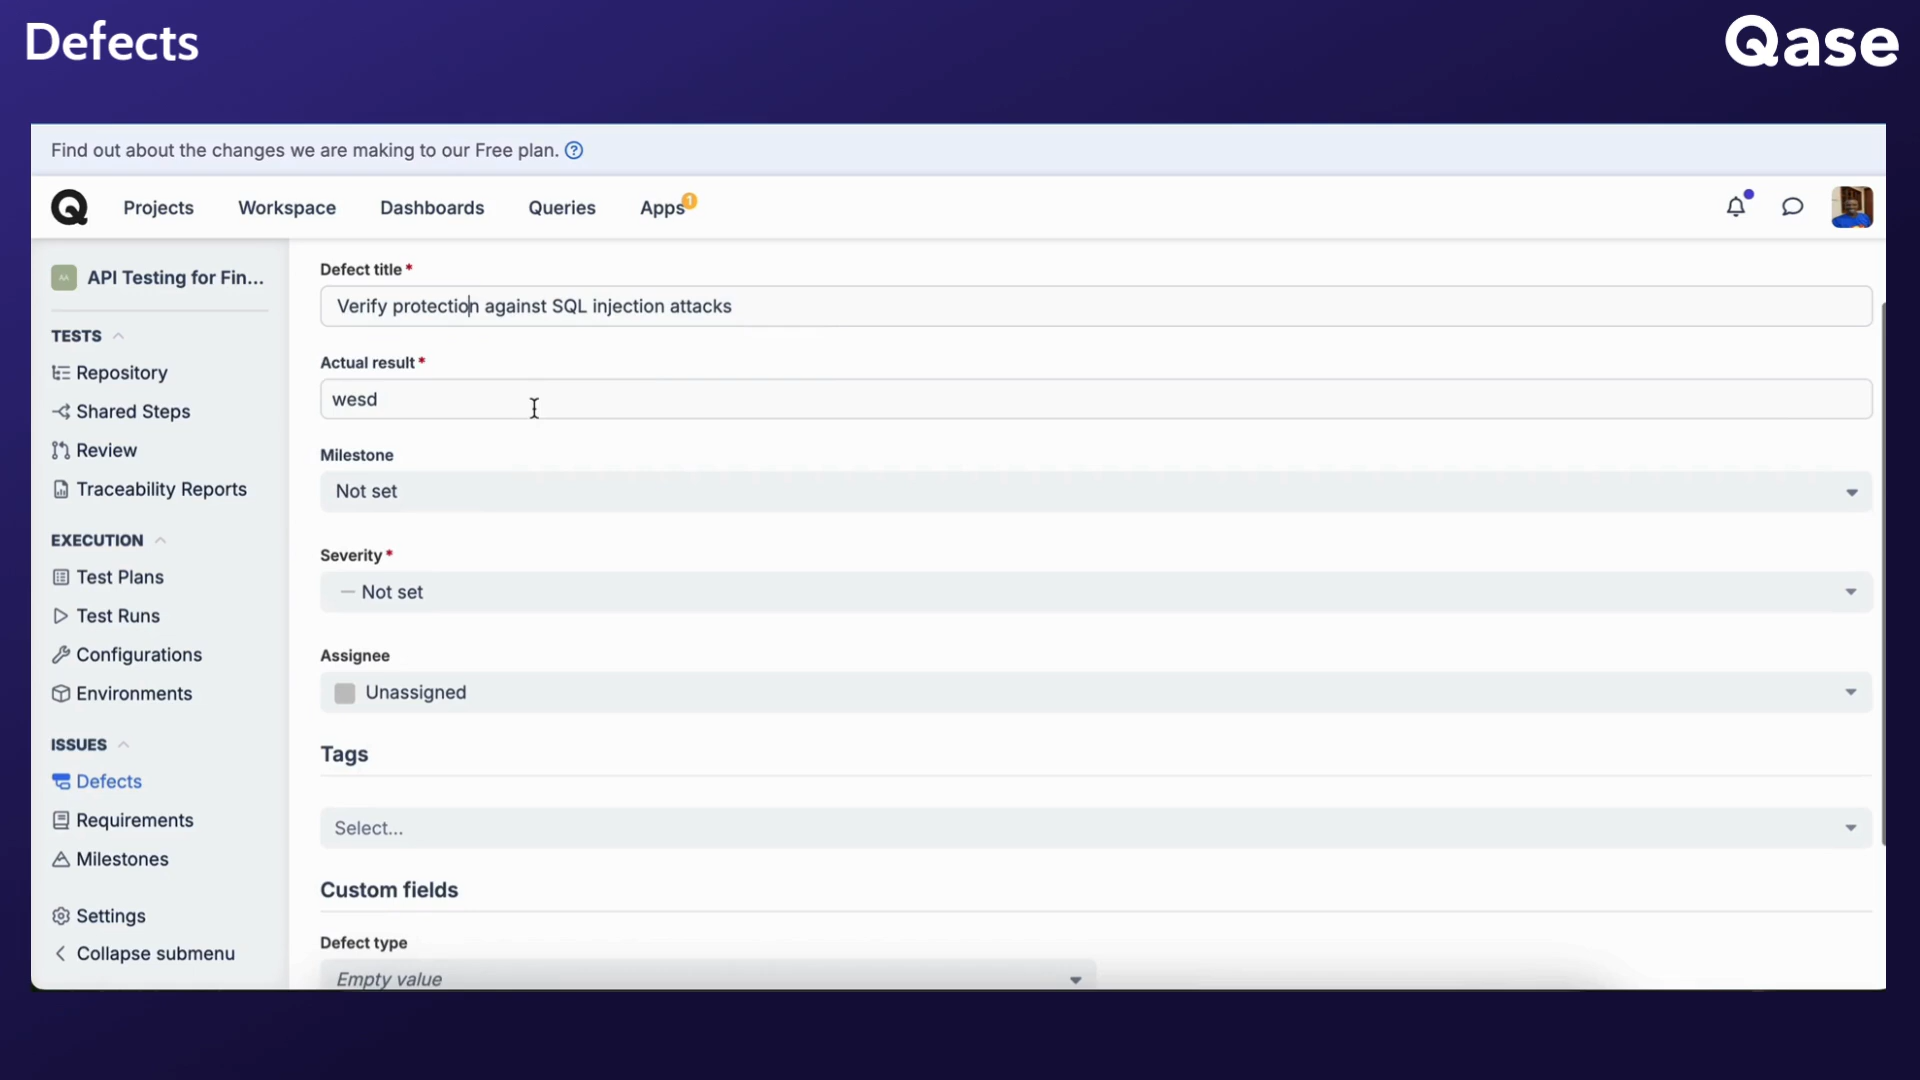 Defects
Qase
Find out about the changes we are making to our Free plan.
Projects
Workspace
Dashboards
Queries
Apps
1
API Testing for Fin...
TESTS
Repository
Shared Steps
Review
Traceability Reports
EXECUTION
Test Plans
Test Runs
Configurations
Environments
ISSUES
Defects
Requirements
Milestones
Settings
Collapse submenu
Defect title*
Verify protection against SQL injection attacks
Actual result*
wesd
Milestone
Not set
Severity*
Not set
Assignee
Unassigned
Tags
Select...
Custom fields
Defect type
Empty value